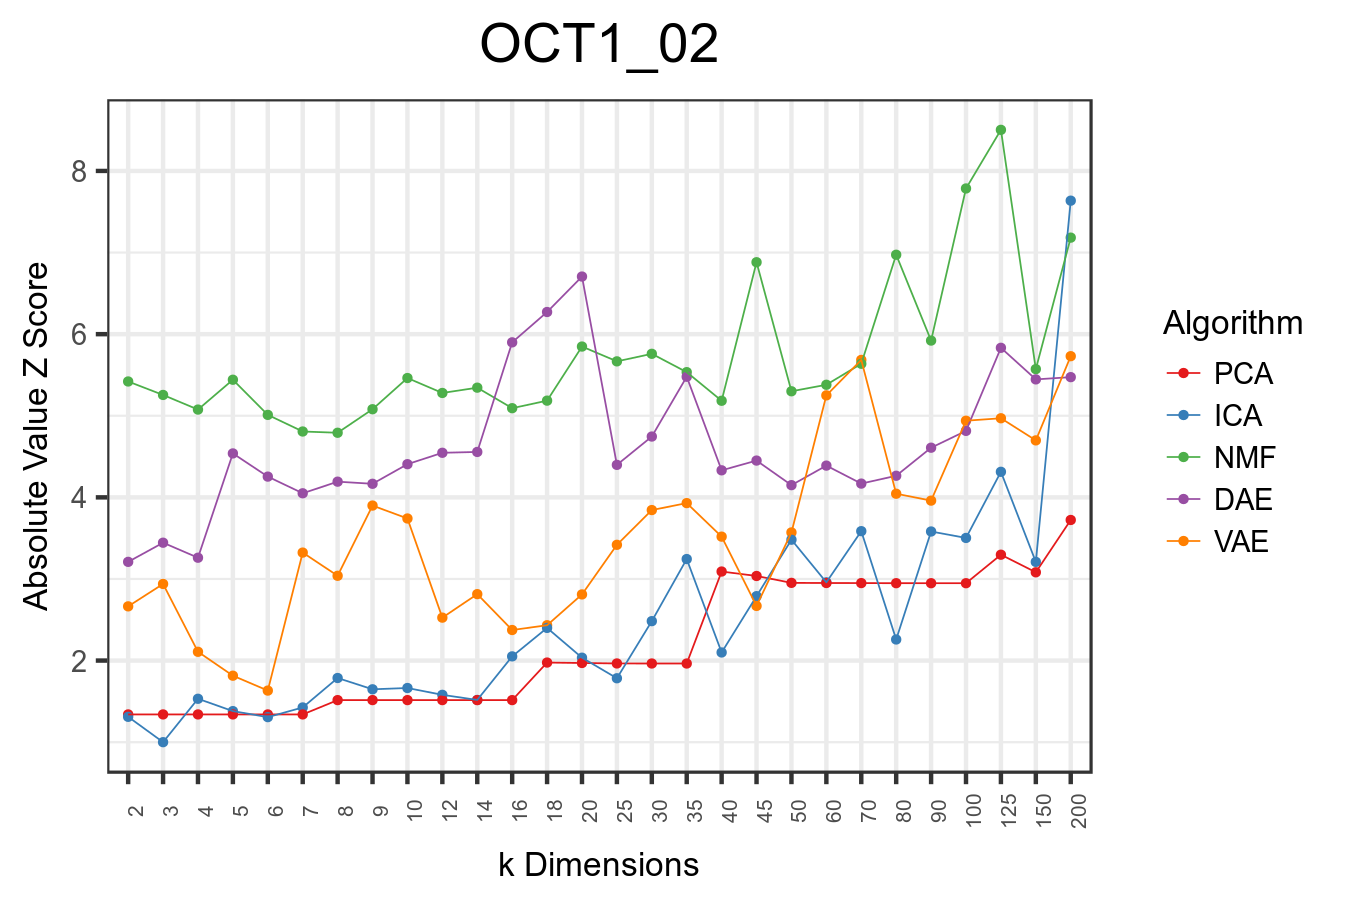 OCT1_02
Absolute Value Z Score
8
6
4
2
2 3 4 5 6 7 8 9 10 12 14 16 18 20 25 30 35 40 45 50 60 70 80 90 100 125 150 200
k Dimensions
Algorithm
PCA
ICA
NMF
DAE
VAE